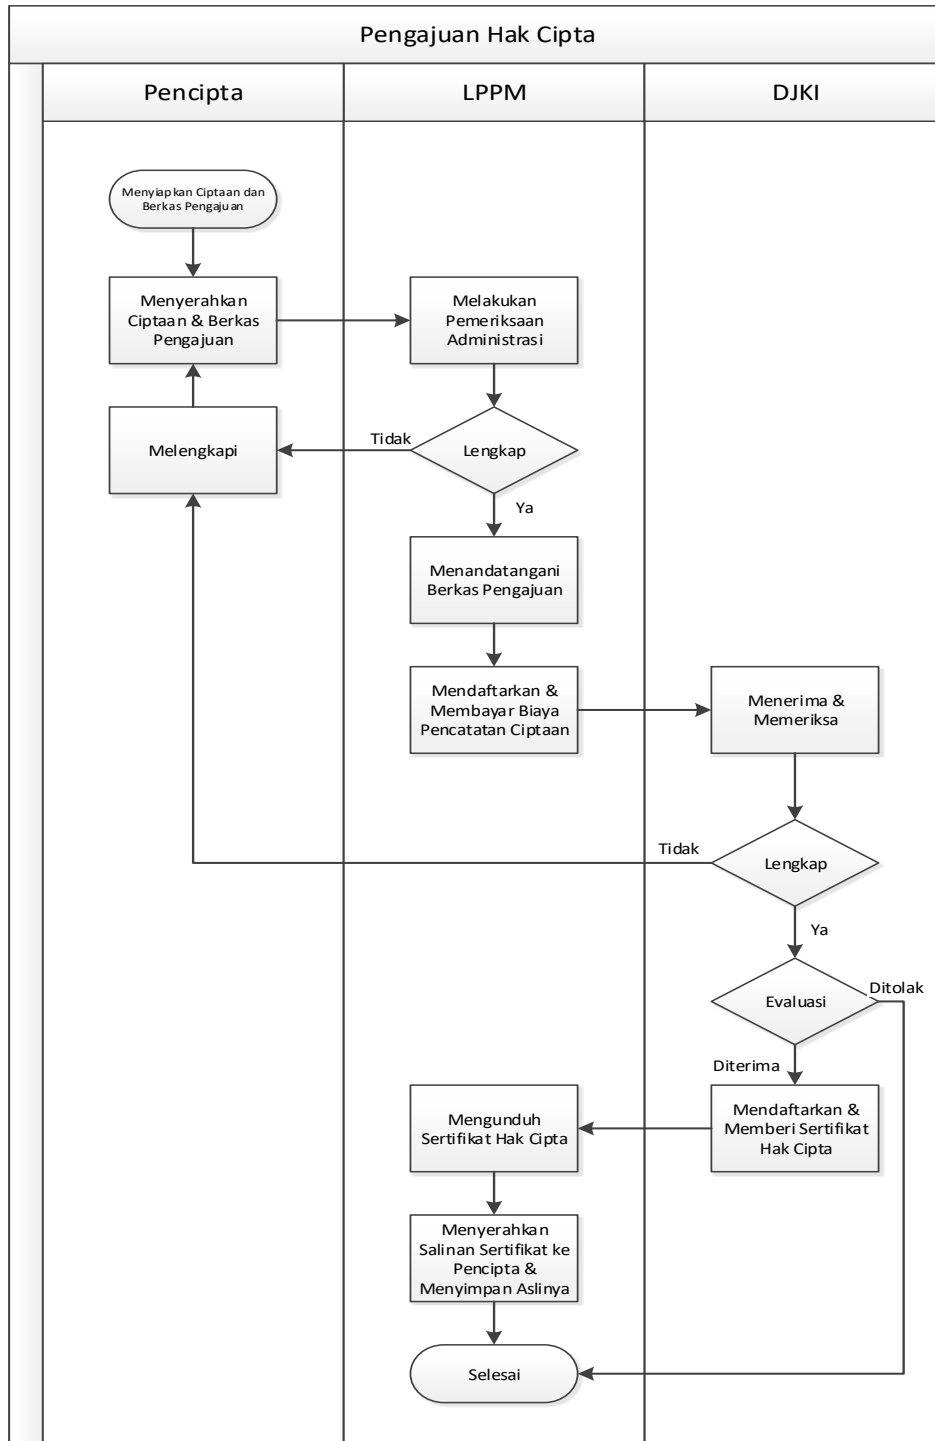 Pengajuan Hak Cipta
Pencipta
LPPM
DJKI
Menyiapkan Ciptaan dan
Berkas Pengajuan
Menyerahkan
Ciptaan & Berkas
Pengajuan
Melakukan
Pemeriksaan
Administrasi
Melengkapi
Tidak
Lengkap
Ya
Menandatangani
Berkas Pengajuan
Mendaftarkan &
Membayar Biaya
Pencatatan Ciptaan
Menerima &
Memeriksa
Tidak
Lengkap
Ya
Evaluasi
Ditolak
Diterima
Mendaftarkan &
Memberi Sertifikat
Hak Cipta
Mengunduh
Sertifikat Hak Cipta
Menyerahkan
Salinan Sertifikat ke
Pencipta &
Menyimpan Aslinya
Selesai